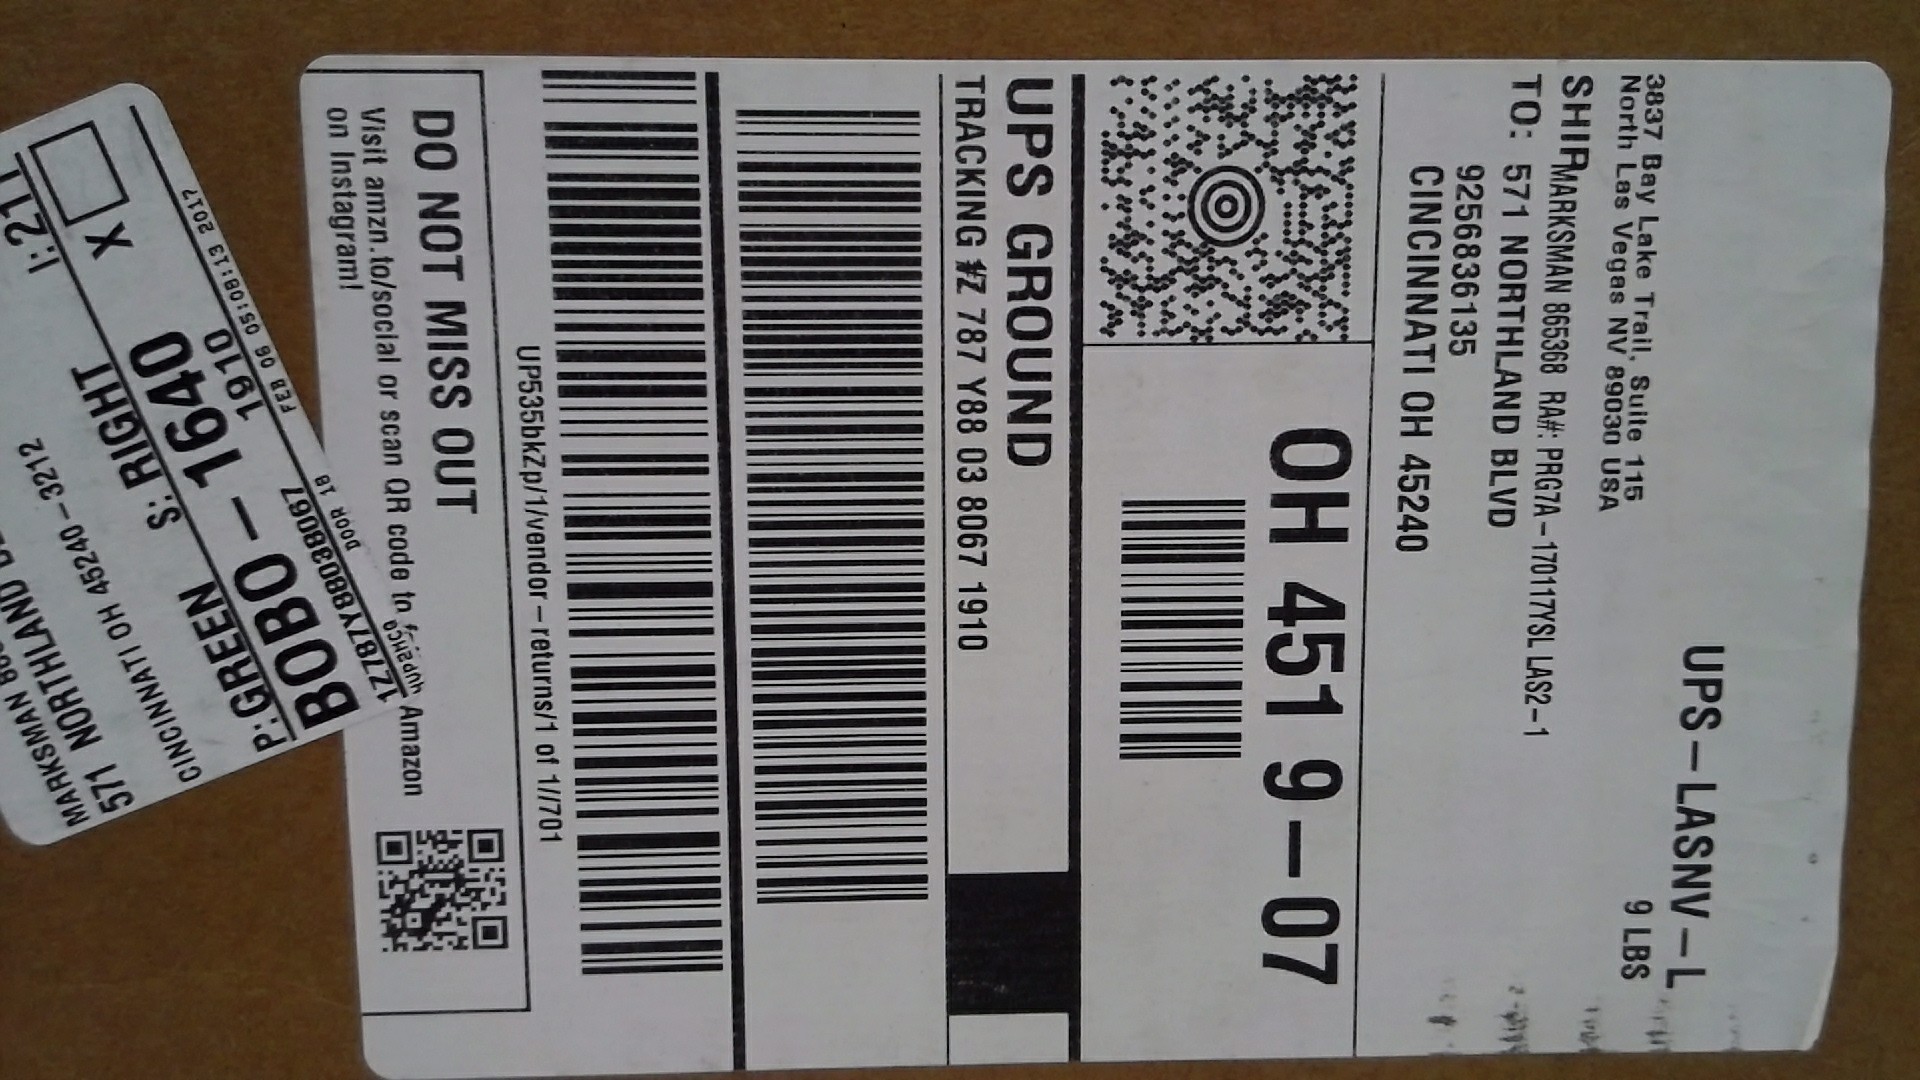 UPS-LASNV-L
9 LBS
3837 Bay Lake Trail, Suite 115
North Las Vegas NV 89030 USA
SHIP
MARKSMAN 865368 RA#: PRG7A-170117YSL LAS2-1
TO: 571 NORTHLAND BLVD
9256836135
CINCINNATI OH 45240
OH 451 9-07
UPS GROUND
TRACKING #Z 787 Y88 03 8067 1910
UP535bkZp/1/vendor-returns/1 of 1//701
DO NOT MISS OUT
Visit amzn.to/social or scan QR code to Amazon
on Instagram!
FEB 06 05:08:13 2017
DOOR 1B
1Z787Y88038067
1910
BOBO-1640
X
P:GREEN S: RIGHT I:211
CINCINNATI OH 45240-3212
571 NORTHLAND
MARKSMAN